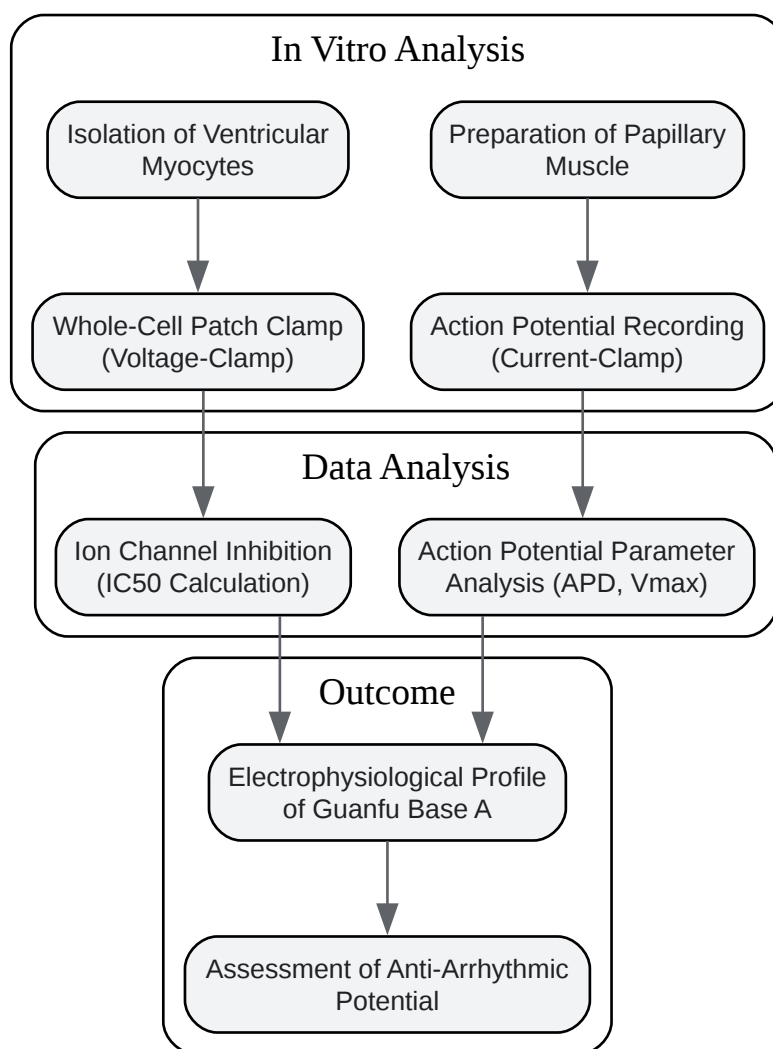 In Vitro Analysis
Isolation of Ventricular
Myocytes
Preparation of Papillary
Muscle
Whole-Cell Patch Clamp
(Voltage-Clamp)
Action Potential Recording
(Current-Clamp)
Data Analysis
Ion Channel Inhibition
(IC50 Calculation)
Action Potential Parameter
Analysis (APD, Vmax)
Outcome
Electrophysiological Profile
of Guanfu Base A
Assessment of Anti-Arrhythmic
Potential